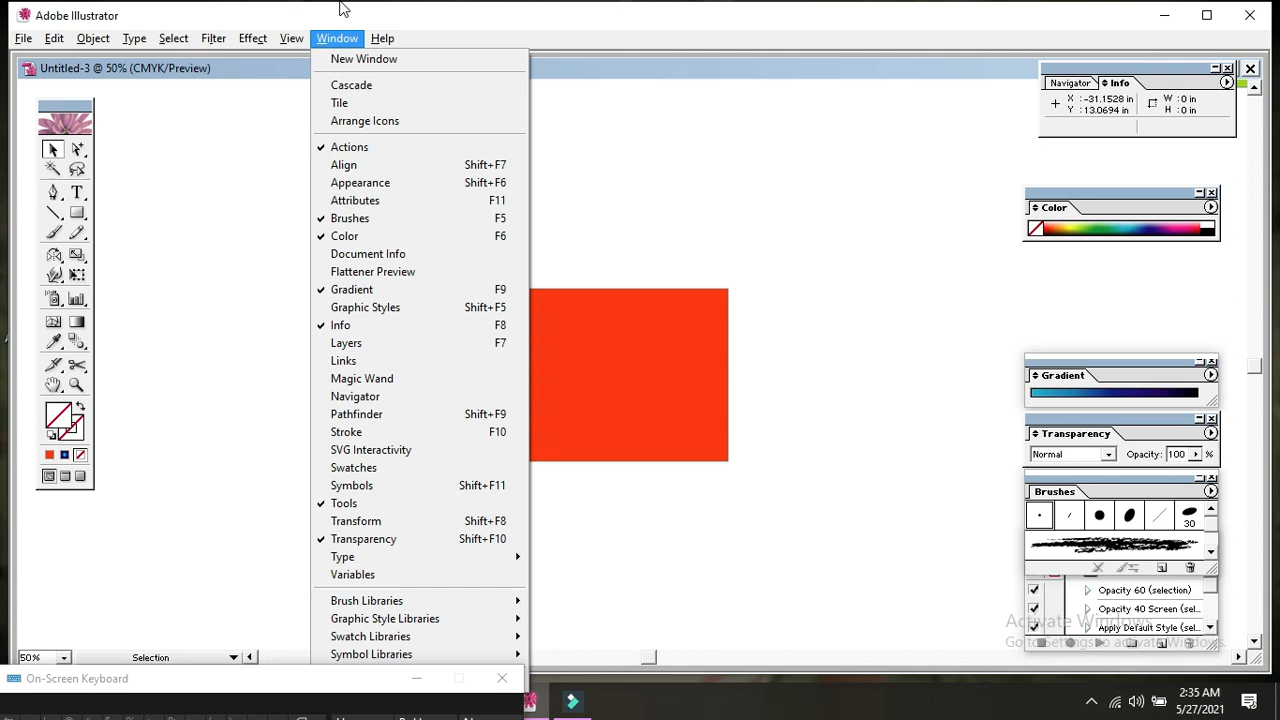 Adobe Illustrator
File Edit Object Type Select Filter Effect View Window Help
Untitled-3 @ 50% (CMYK/Preview)
New Window
Cascade
Tile
Arrange Icons
Actions
Align Shift+F7
Appearance Shift+F6
Attributes F11
Brushes F5
Color F6
Document Info
Flattener Preview
Gradient F9
Graphic Styles Shift+F5
Info F8
Layers F7
Links
Magic Wand
Navigator
Pathfinder Shift+F9
Stroke F10
SVG Interactivity
Swatches
Symbols Shift+F11
Tools
Transform Shift+F8
Transparency Shift+F10
Type
Variables
Brush Libraries
Graphic Style Libraries
Swatch Libraries
Symbol Libraries
Navigator Info
X : -31.1528 in W : 0 in
Y : 13.0694 in H : 0 in
Color
Gradient
Transparency
Normal Opacity: 100 %
Brushes
30
Opacity 60 (selection)
Opacity 40 Screen (sel...
Apply Default Style (sel...
Activate Windows
Go to Settings to activate Windows.
50% Selection
On-Screen Keyboard
2:35 AM
5/27/2021